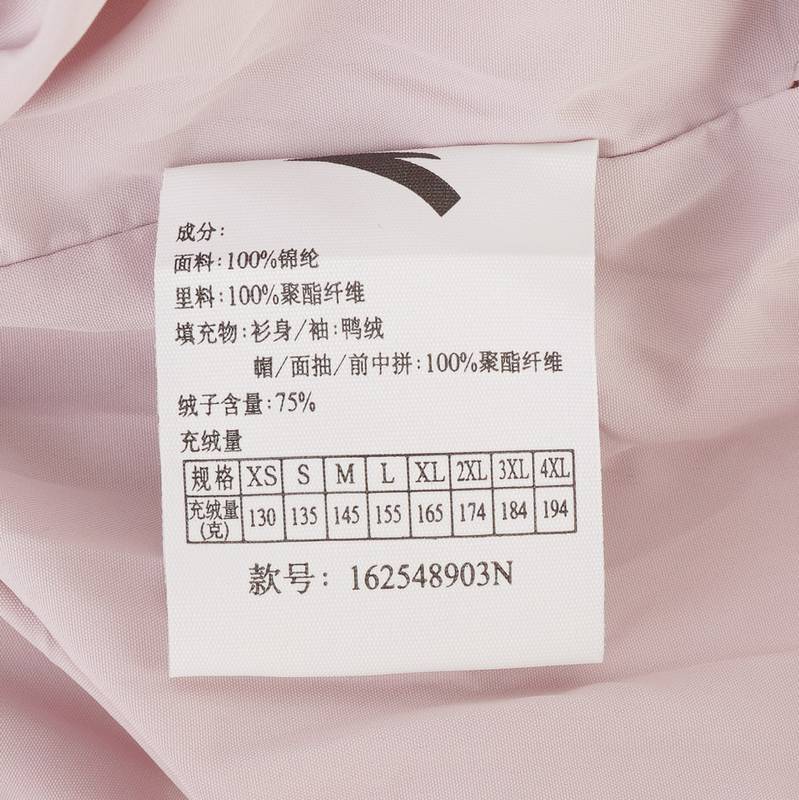 成分:
面料:100%锦纶
里料:100%聚酯纤维
填充物:衫身/袖:鸭绒
帽/面抽/前中拼:100%聚酯纤维
绒子含量:75%
充绒量
规格 XS S M L XL 2XL 3XL 4XL
充绒量(克) 130 135 145 155 165 174 184 194
款号: 162548903N